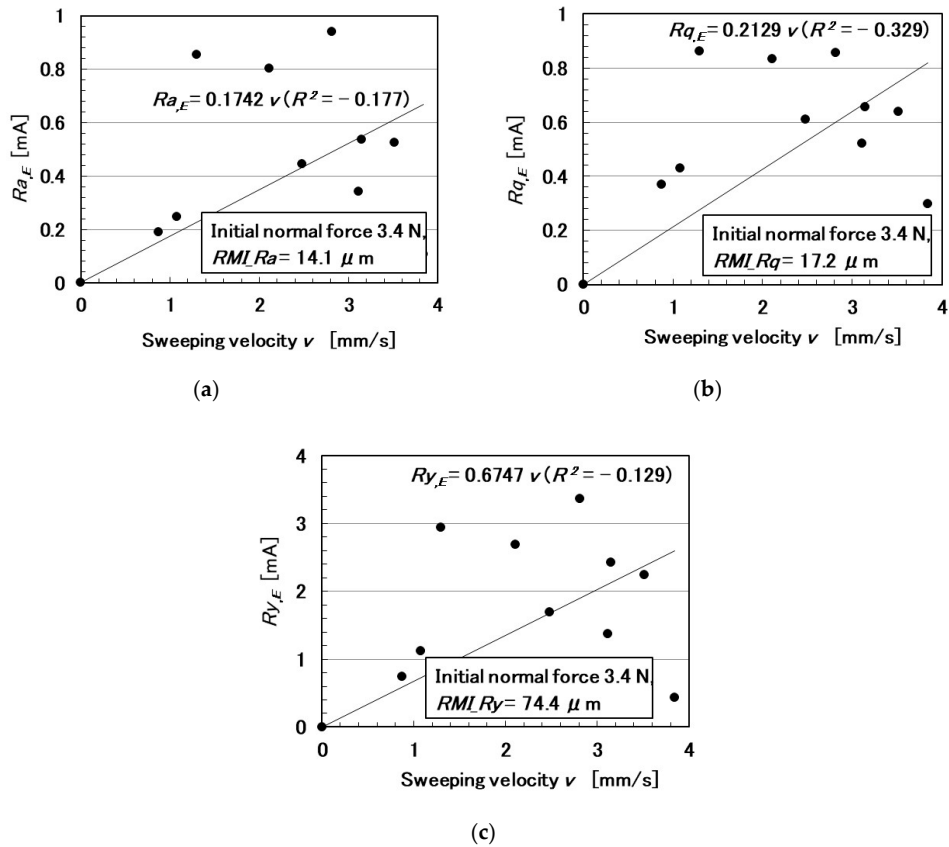 1
0.8
0.6
0.4
0.2
0
Ra,E [mA]
Ra,E = 0.1742 v (R² = − 0.177)
Initial normal force 3.4 N,
RMI_Ra = 14.1 μ m
0 1 2 3 4
Sweeping velocity v [mm/s]
(a)
1
0.8
0.6
0.4
0.2
0
Rq,E [mA]
Rq,E = 0.2129 v (R² = − 0.329)
Initial normal force 3.4 N,
RMI_Rq = 17.2 μ m
0 1 2 3 4
Sweeping velocity v [mm/s]
(b)
4
3
2
1
0
Ry,E [mA]
Ry,E = 0.6747 v (R² = − 0.129)
Initial normal force 3.4 N,
RMI_Ry = 74.4 μ m
0 1 2 3 4
Sweeping velocity v [mm/s]
(c)